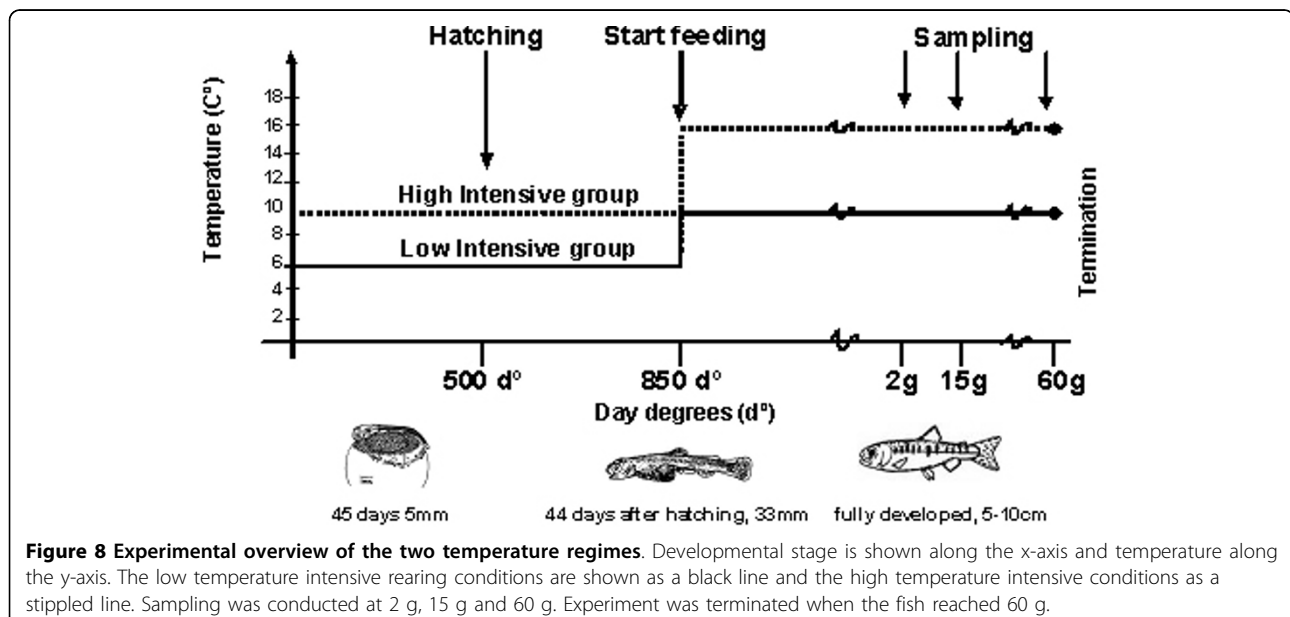 Hatching Start feeding Sampling
Temperature (C°)
18
16
14
12
10
8
6
4
2
High Intensive group
Low Intensive group
Termination
500 d° 850 d° 2g 15g 60g
Day degrees (d°)
45 days 5mm 44 days after hatching, 33mm fully developed, 5-10cm
Figure 8 Experimental overview of the two temperature regimes. Developmental stage is shown along the x-axis and temperature along
the y-axis. The low temperature intensive rearing conditions are shown as a black line and the high temperature intensive conditions as a
stippled line. Sampling was conducted at 2 g, 15 g and 60 g. Experiment was terminated when the fish reached 60 g.